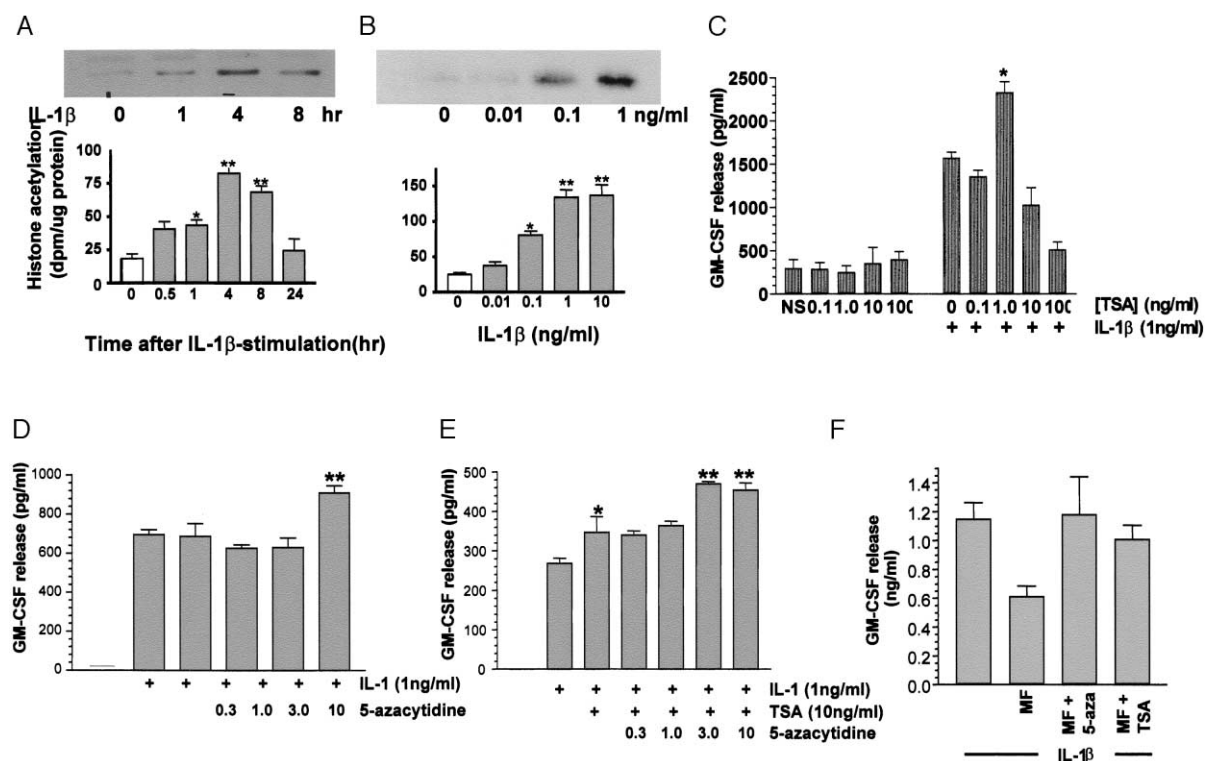 A
IL-1β 0 1 4 8 hr
Histone acetylation
(dpm/ug protein)
100
75
50
25
0
*
**
**
0 0.5 1 4 8 24
Time after IL-1β-stimulation(hr)
B
0 0.01 0.1 1 ng/ml
150
100
50
0
*
**
**
0 0.01 0.1 1 10
IL-1β (ng/ml)
C
GM-CSF release (pg/ml)
2500
2000
1500
1000
500
0
*
NS 0.1 1.0 10 100 0 0.1 1.0 10 100 [TSA] (ng/ml)
+ + + + + IL-1β (1ng/ml)
D
GM-CSF release (pg/ml)
1000
800
600
400
200
0
**
+ + + + + + IL-1 (1ng/ml)
0.3 1.0 3.0 10 5-azacytidine
E
GM-CSF release (pg/ml)
500
400
300
200
100
0
*
**
**
+ + + + + + IL-1 (1ng/ml)
+ + + + + TSA (10ng/ml)
0.3 1.0 3.0 10 5-azacytidine
F
GM-CSF release
(ng/ml)
1.4
1.2
1.0
0.8
0.6
0.4
0.2
0.0
MF
MF +
5-aza
MF +
TSA
IL-1β